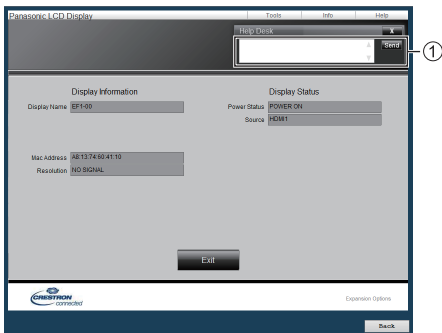 Panasonic LCD Display
Tools Info Help
Help Desk X
Send
1
Display Information Display Status
Display Name EF1-00 Power Status POWER ON
Source HDMI1
Mac Address A8:13:74:60:41:10
Resolution NO SIGNAL
Exit
CRESTRON
connected
Expansion Options
Back